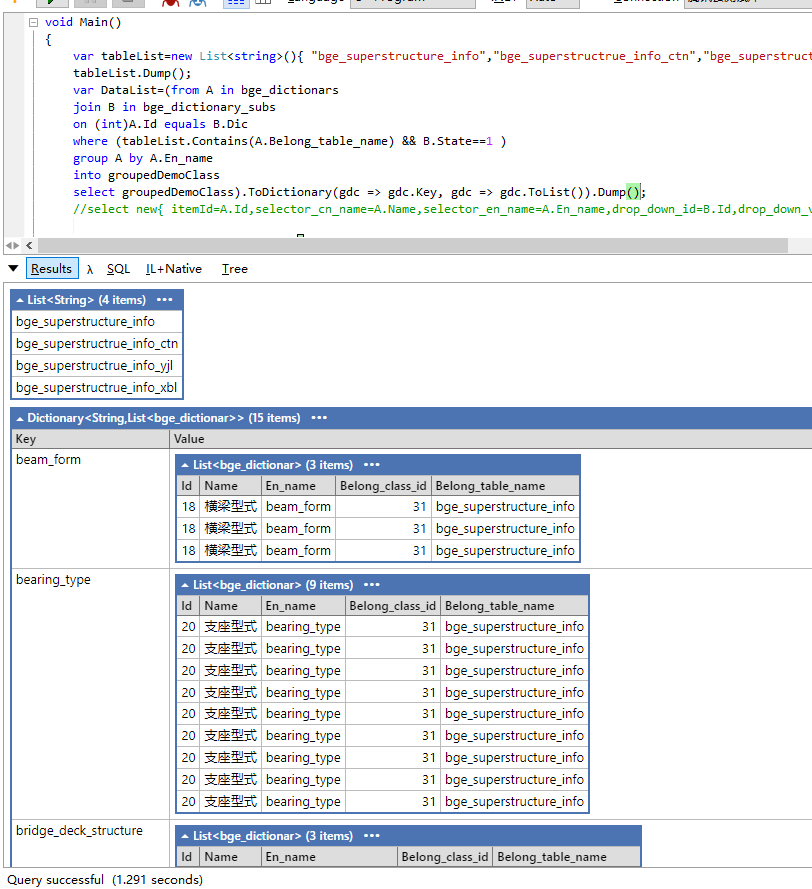 void Main()
{
var tableList=new List<string>(){ "bge_superstructure_info","bge_superstructrue_info_ctn","bge_superstruct
tableList.Dump();
var DataList=(from A in bge_dictionars
join B in bge_dictionary_subs
on (int)A.Id equals B.Dic
where (tableList.Contains(A.Belong_table_name) && B.State==1 )
group A by A.En_name
into groupedDemoClass
select groupedDemoClass).ToDictionary(gdc => gdc.Key, gdc => gdc.ToList()).Dump();
//select new{ itemId=A.Id,selector_cn_name=A.Name,selector_en_name=A.En_name,drop_down_id=B.Id,drop_down_v
Results λ SQL IL+Native Tree
List<String> (4 items) •••
bge_superstructure_info
bge_superstructrue_info_ctn
bge_superstructrue_info_yjl
bge_superstructrue_info_xbl
Dictionary<String,List<bge_dictionar>> (15 items) •••
Key Value
beam_form
List<bge_dictionar> (3 items) •••
Id Name En_name Belong_class_id Belong_table_name
18 横梁型式 beam_form 31 bge_superstructure_info
18 横梁型式 beam_form 31 bge_superstructure_info
18 横梁型式 beam_form 31 bge_superstructure_info
bearing_type
List<bge_dictionar> (9 items) •••
Id Name En_name Belong_class_id Belong_table_name
20 支座型式 bearing_type 31 bge_superstructure_info
20 支座型式 bearing_type 31 bge_superstructure_info
20 支座型式 bearing_type 31 bge_superstructure_info
20 支座型式 bearing_type 31 bge_superstructure_info
20 支座型式 bearing_type 31 bge_superstructure_info
20 支座型式 bearing_type 31 bge_superstructure_info
20 支座型式 bearing_type 31 bge_superstructure_info
20 支座型式 bearing_type 31 bge_superstructure_info
20 支座型式 bearing_type 31 bge_superstructure_info
bridge_deck_structure
List<bge_dictionar> (3 items) •••
Id Name En_name Belong_class_id Belong_table_name
Query successful (1.291 seconds)